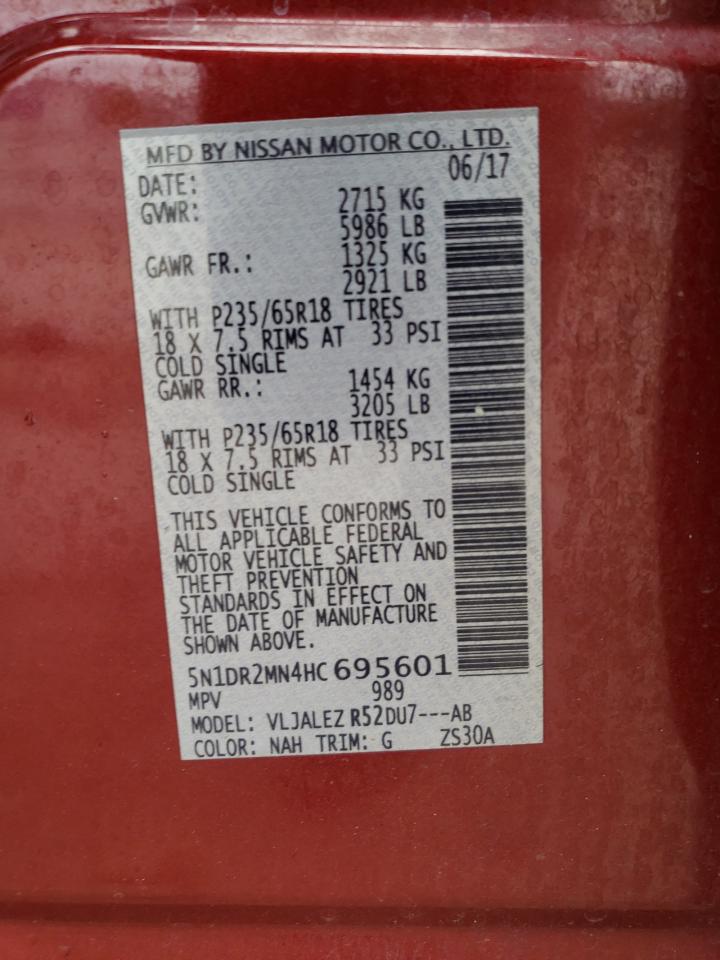 MFD BY NISSAN MOTOR CO., LTD.
DATE: 06/17
GVWR: 2715 KG
5986 LB
GAWR FR.: 1325 KG
2921 LB
WITH P235/65R18 TIRES
18 X 7.5 RIMS AT 33 PSI
COLD SINGLE
GAWR RR.: 1454 KG
3205 LB
WITH P235/65R18 TIRES
18 X 7.5 RIMS AT 33 PSI
COLD SINGLE
THIS VEHICLE CONFORMS TO
ALL APPLICABLE FEDERAL
MOTOR VEHICLE SAFETY AND
THEFT PREVENTION
STANDARDS IN EFFECT ON
THE DATE OF MANUFACTURE
SHOWN ABOVE.
5N1DR2MN4HC695601
MPV 989
MODEL: VLJALEZ R52DU7---AB
COLOR: NAH TRIM: G ZS30A